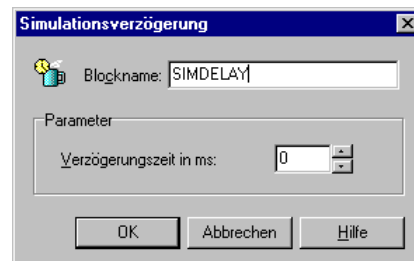 Simulationsverzögerung
Blockname: SIMDELAY
Parameter
Verzögerungszeit in ms: 0
OK Abbrechen Hilfe